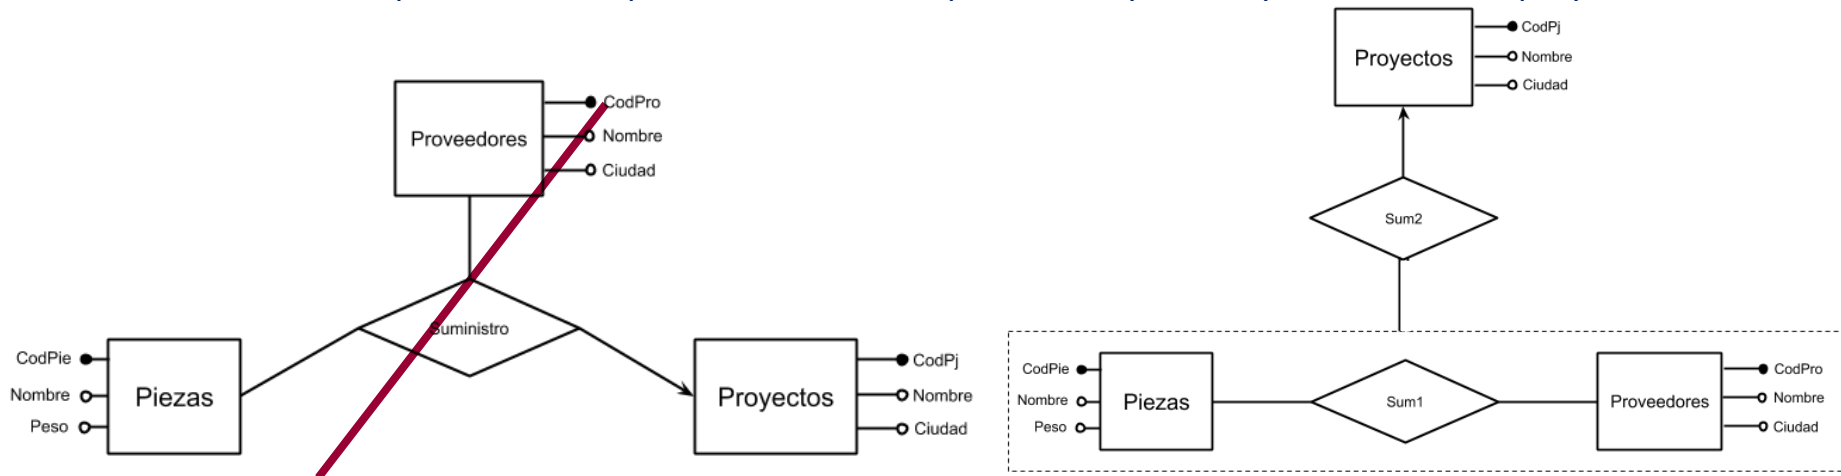 CodPro
Proveedores
Nombre
Ciudad
Suministro
CodPie
Nombre
Peso
Piezas
Proyectos
CodPj
Nombre
Ciudad
Proyectos
CodPj
Nombre
Ciudad
Sum2
CodPie
Nombre
Peso
Piezas
Sum1
Proveedores
CodPro
Nombre
Ciudad